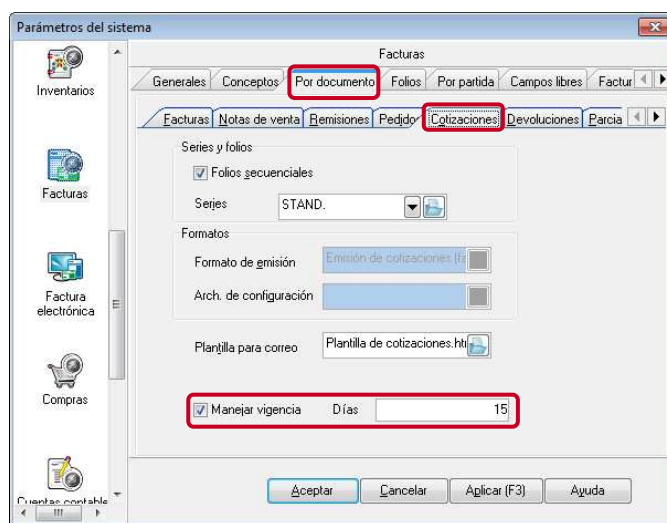 Parámetros del sistema
Inventarios
Facturas
Factura
electrónica
Compras
Cuentas contable
Facturas
Generales Conceptos Por documento Folios Por partida Campos libres Factur
Facturas Notas de venta Remisiones Pedido Cotizaciones Devoluciones Parcia
Series y folios
Folios secuenciales
Series STAND.
Formatos
Formato de emisión Emisión de cotizaciones (fa
Arch. de configuración
Plantilla para correo Plantilla de cotizaciones.htm
Manejar vigencia Días 15
Aceptar Cancelar Aplicar (F3) Ayuda